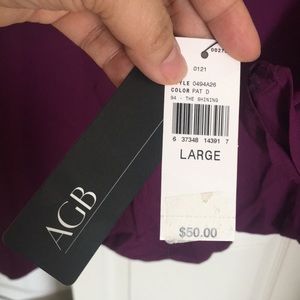 0121
STYLE 0494A26
COLOR PAT D
94 - THE SHINING
6 37348 14391 7
LARGE
$50.00
AGB